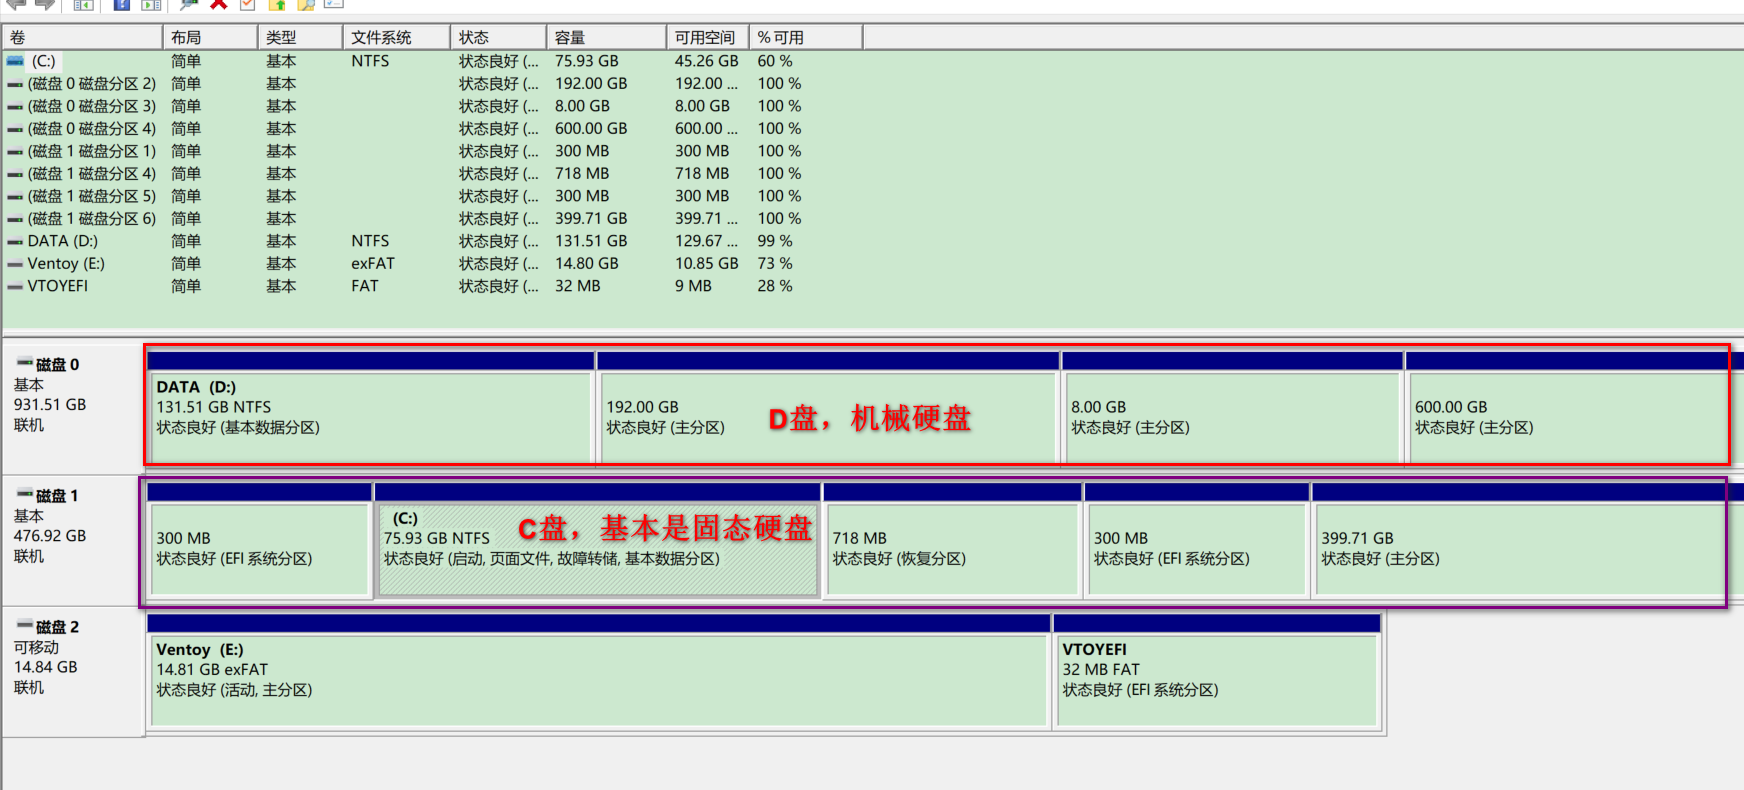 卷 布局 类型 文件系统 状态 容量 可用空间 % 可用
(C:) 简单 基本 NTFS 状态良好 (... 75.93 GB 45.26 GB 60 %
(磁盘 0 磁盘分区 2) 简单 基本 状态良好 (... 192.00 GB 192.00 ... 100 %
(磁盘 0 磁盘分区 3) 简单 基本 状态良好 (... 8.00 GB 8.00 GB 100 %
(磁盘 0 磁盘分区 4) 简单 基本 状态良好 (... 600.00 GB 600.00 ... 100 %
(磁盘 1 磁盘分区 1) 简单 基本 状态良好 (... 300 MB 300 MB 100 %
(磁盘 1 磁盘分区 4) 简单 基本 状态良好 (... 718 MB 718 MB 100 %
(磁盘 1 磁盘分区 5) 简单 基本 状态良好 (... 300 MB 300 MB 100 %
(磁盘 1 磁盘分区 6) 简单 基本 状态良好 (... 399.71 GB 399.71 ... 100 %
DATA (D:) 简单 基本 NTFS 状态良好 (... 131.51 GB 129.67 ... 99 %
Ventoy (E:) 简单 基本 exFAT 状态良好 (... 14.80 GB 10.85 GB 73 %
VTOYEFI 简单 基本 FAT 状态良好 (... 32 MB 9 MB 28 %
磁盘 0
基本
931.51 GB
联机
DATA (D:)
131.51 GB NTFS
状态良好 (基本数据分区)
192.00 GB
状态良好 (主分区)
D盘，机械硬盘
8.00 GB
状态良好 (主分区)
600.00 GB
状态良好 (主分区)
磁盘 1
基本
476.92 GB
联机
300 MB
状态良好 (EFI 系统分区)
(C:)
75.93 GB NTFS
状态良好 (启动, 页面文件, 故障转储, 基本数据分区)
C盘，基本是固态硬盘
718 MB
状态良好 (恢复分区)
300 MB
状态良好 (EFI 系统分区)
399.71 GB
状态良好 (主分区)
磁盘 2
可移动
14.84 GB
联机
Ventoy (E:)
14.81 GB exFAT
状态良好 (活动, 主分区)
VTOYEFI
32 MB FAT
状态良好 (EFI 系统分区)